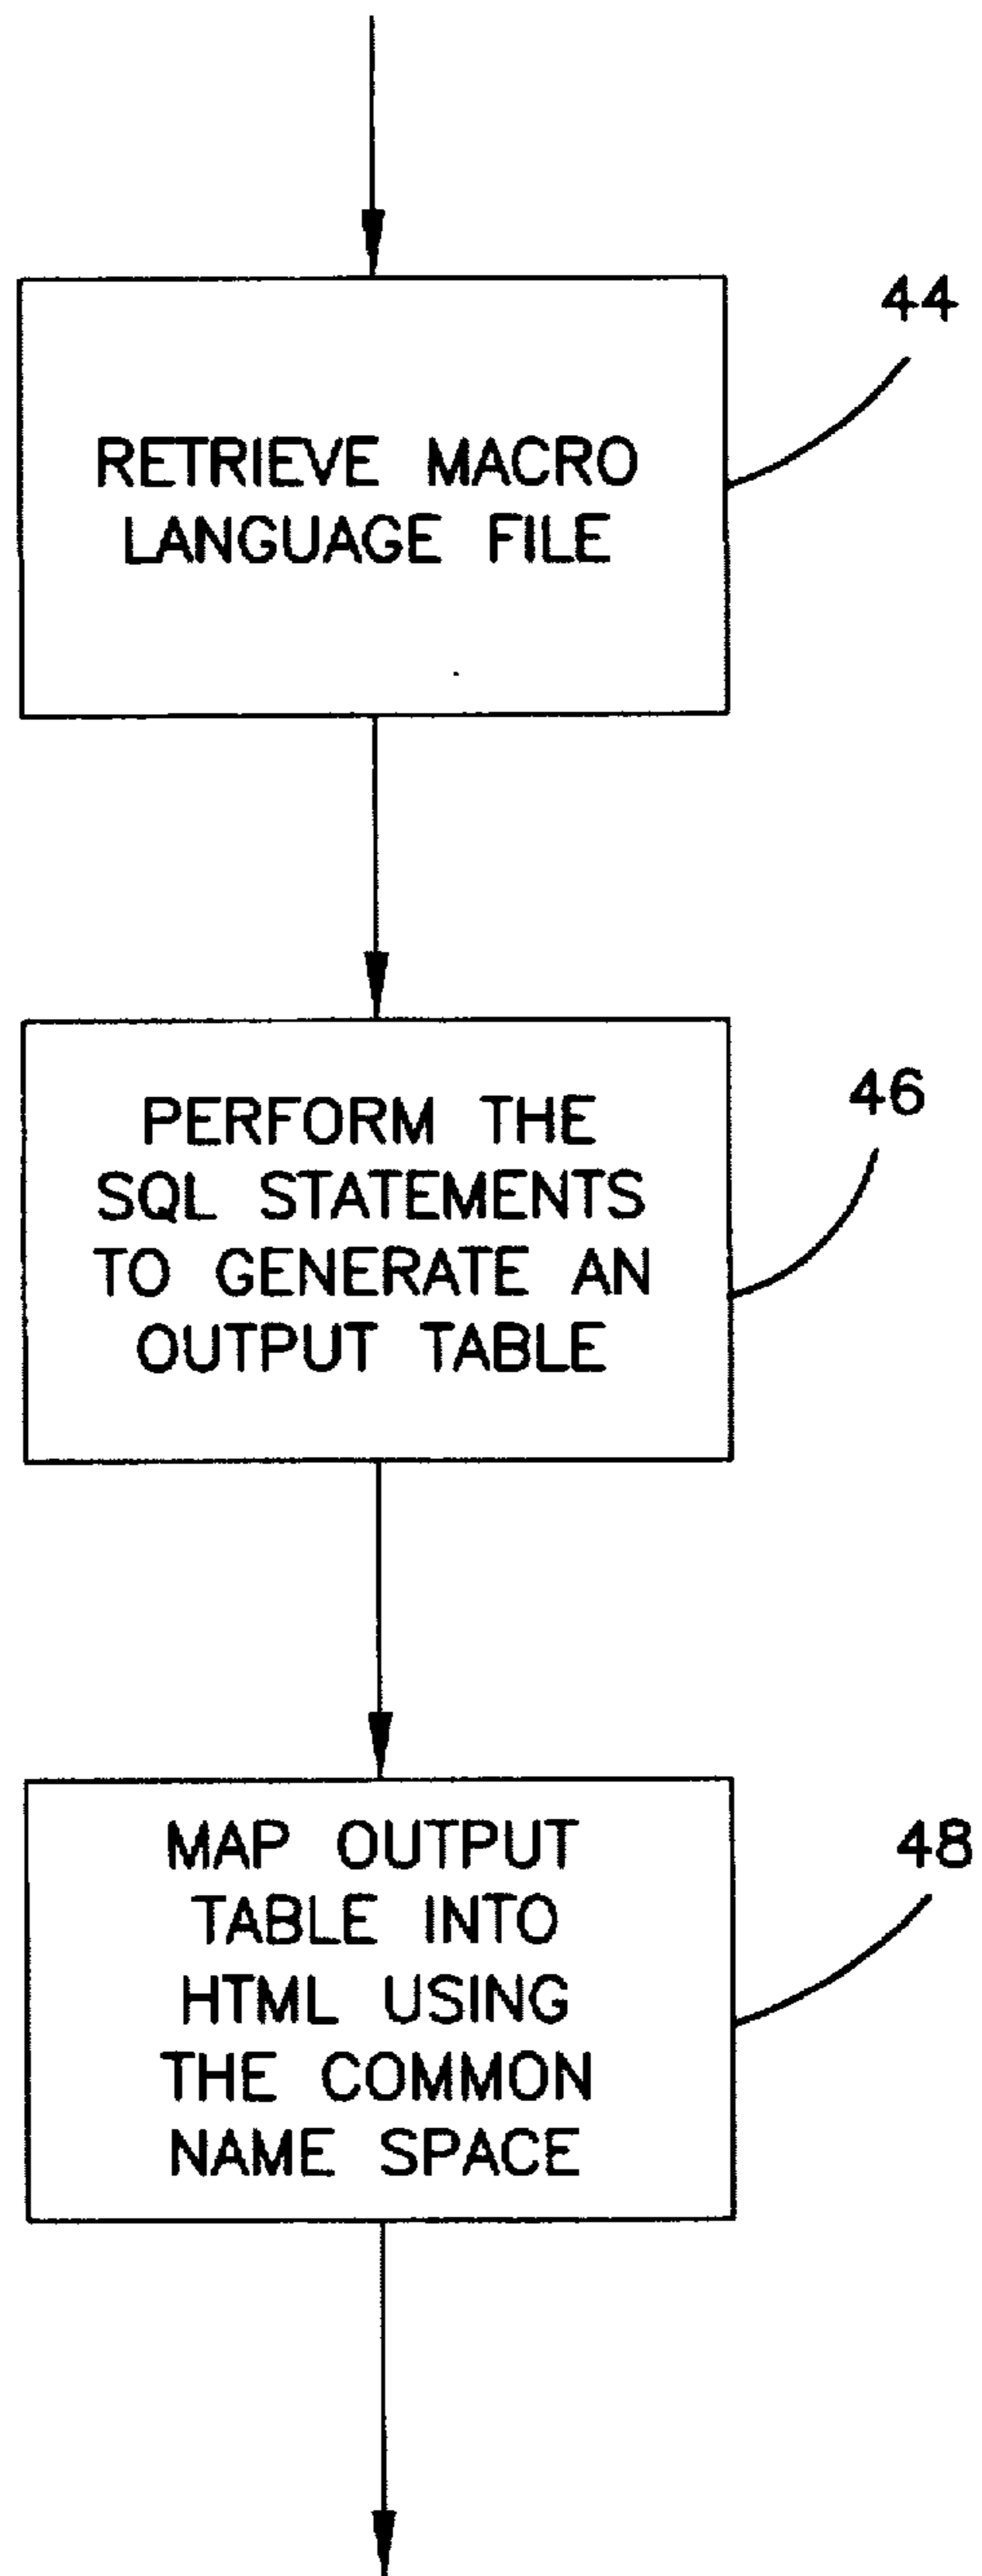 44
RETRIEVE MACRO
LANGUAGE FILE
46
PERFORM THE
SQL STATEMENTS
TO GENERATE AN
OUTPUT TABLE
48
MAP OUTPUT
TABLE INTO
HTML USING
THE COMMON
NAME SPACE